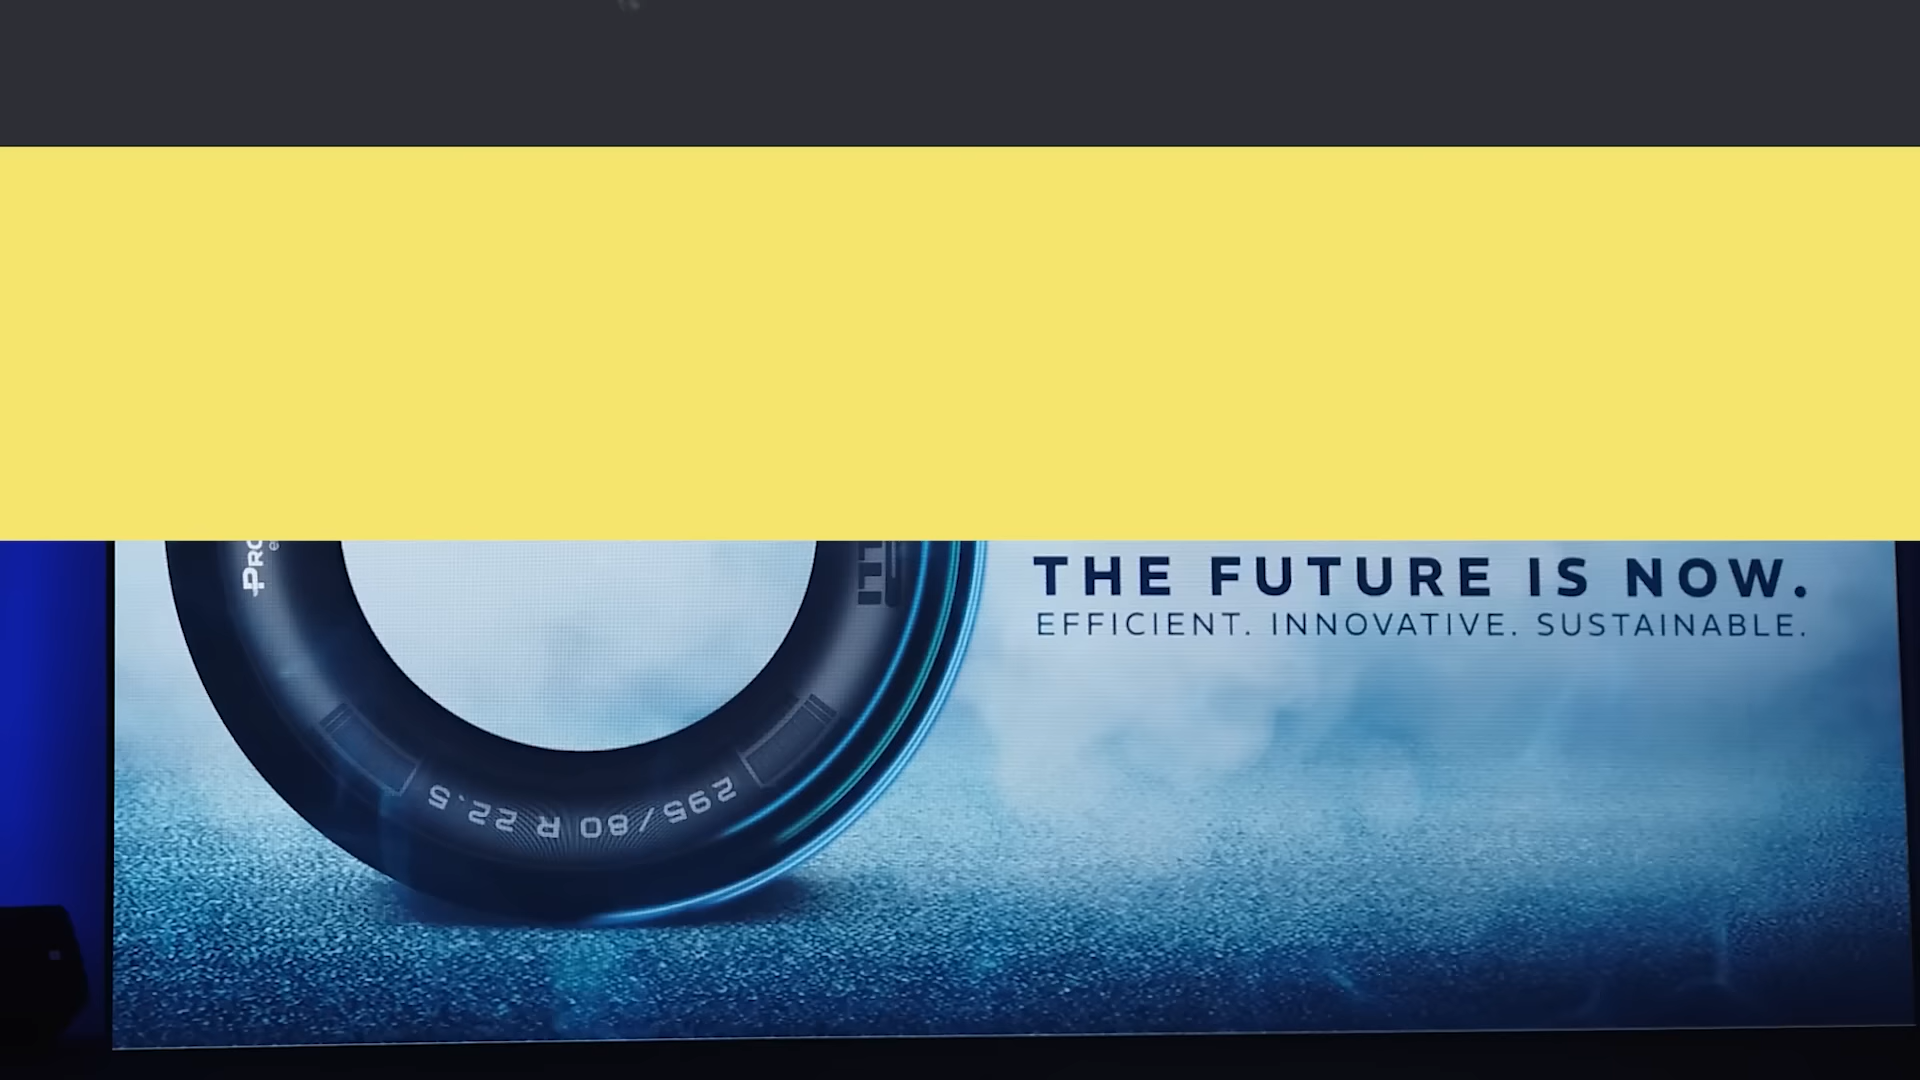 THE FUTURE IS NOW.
EFFICIENT. INNOVATIVE. SUSTAINABLE.
295/80 R 22.5